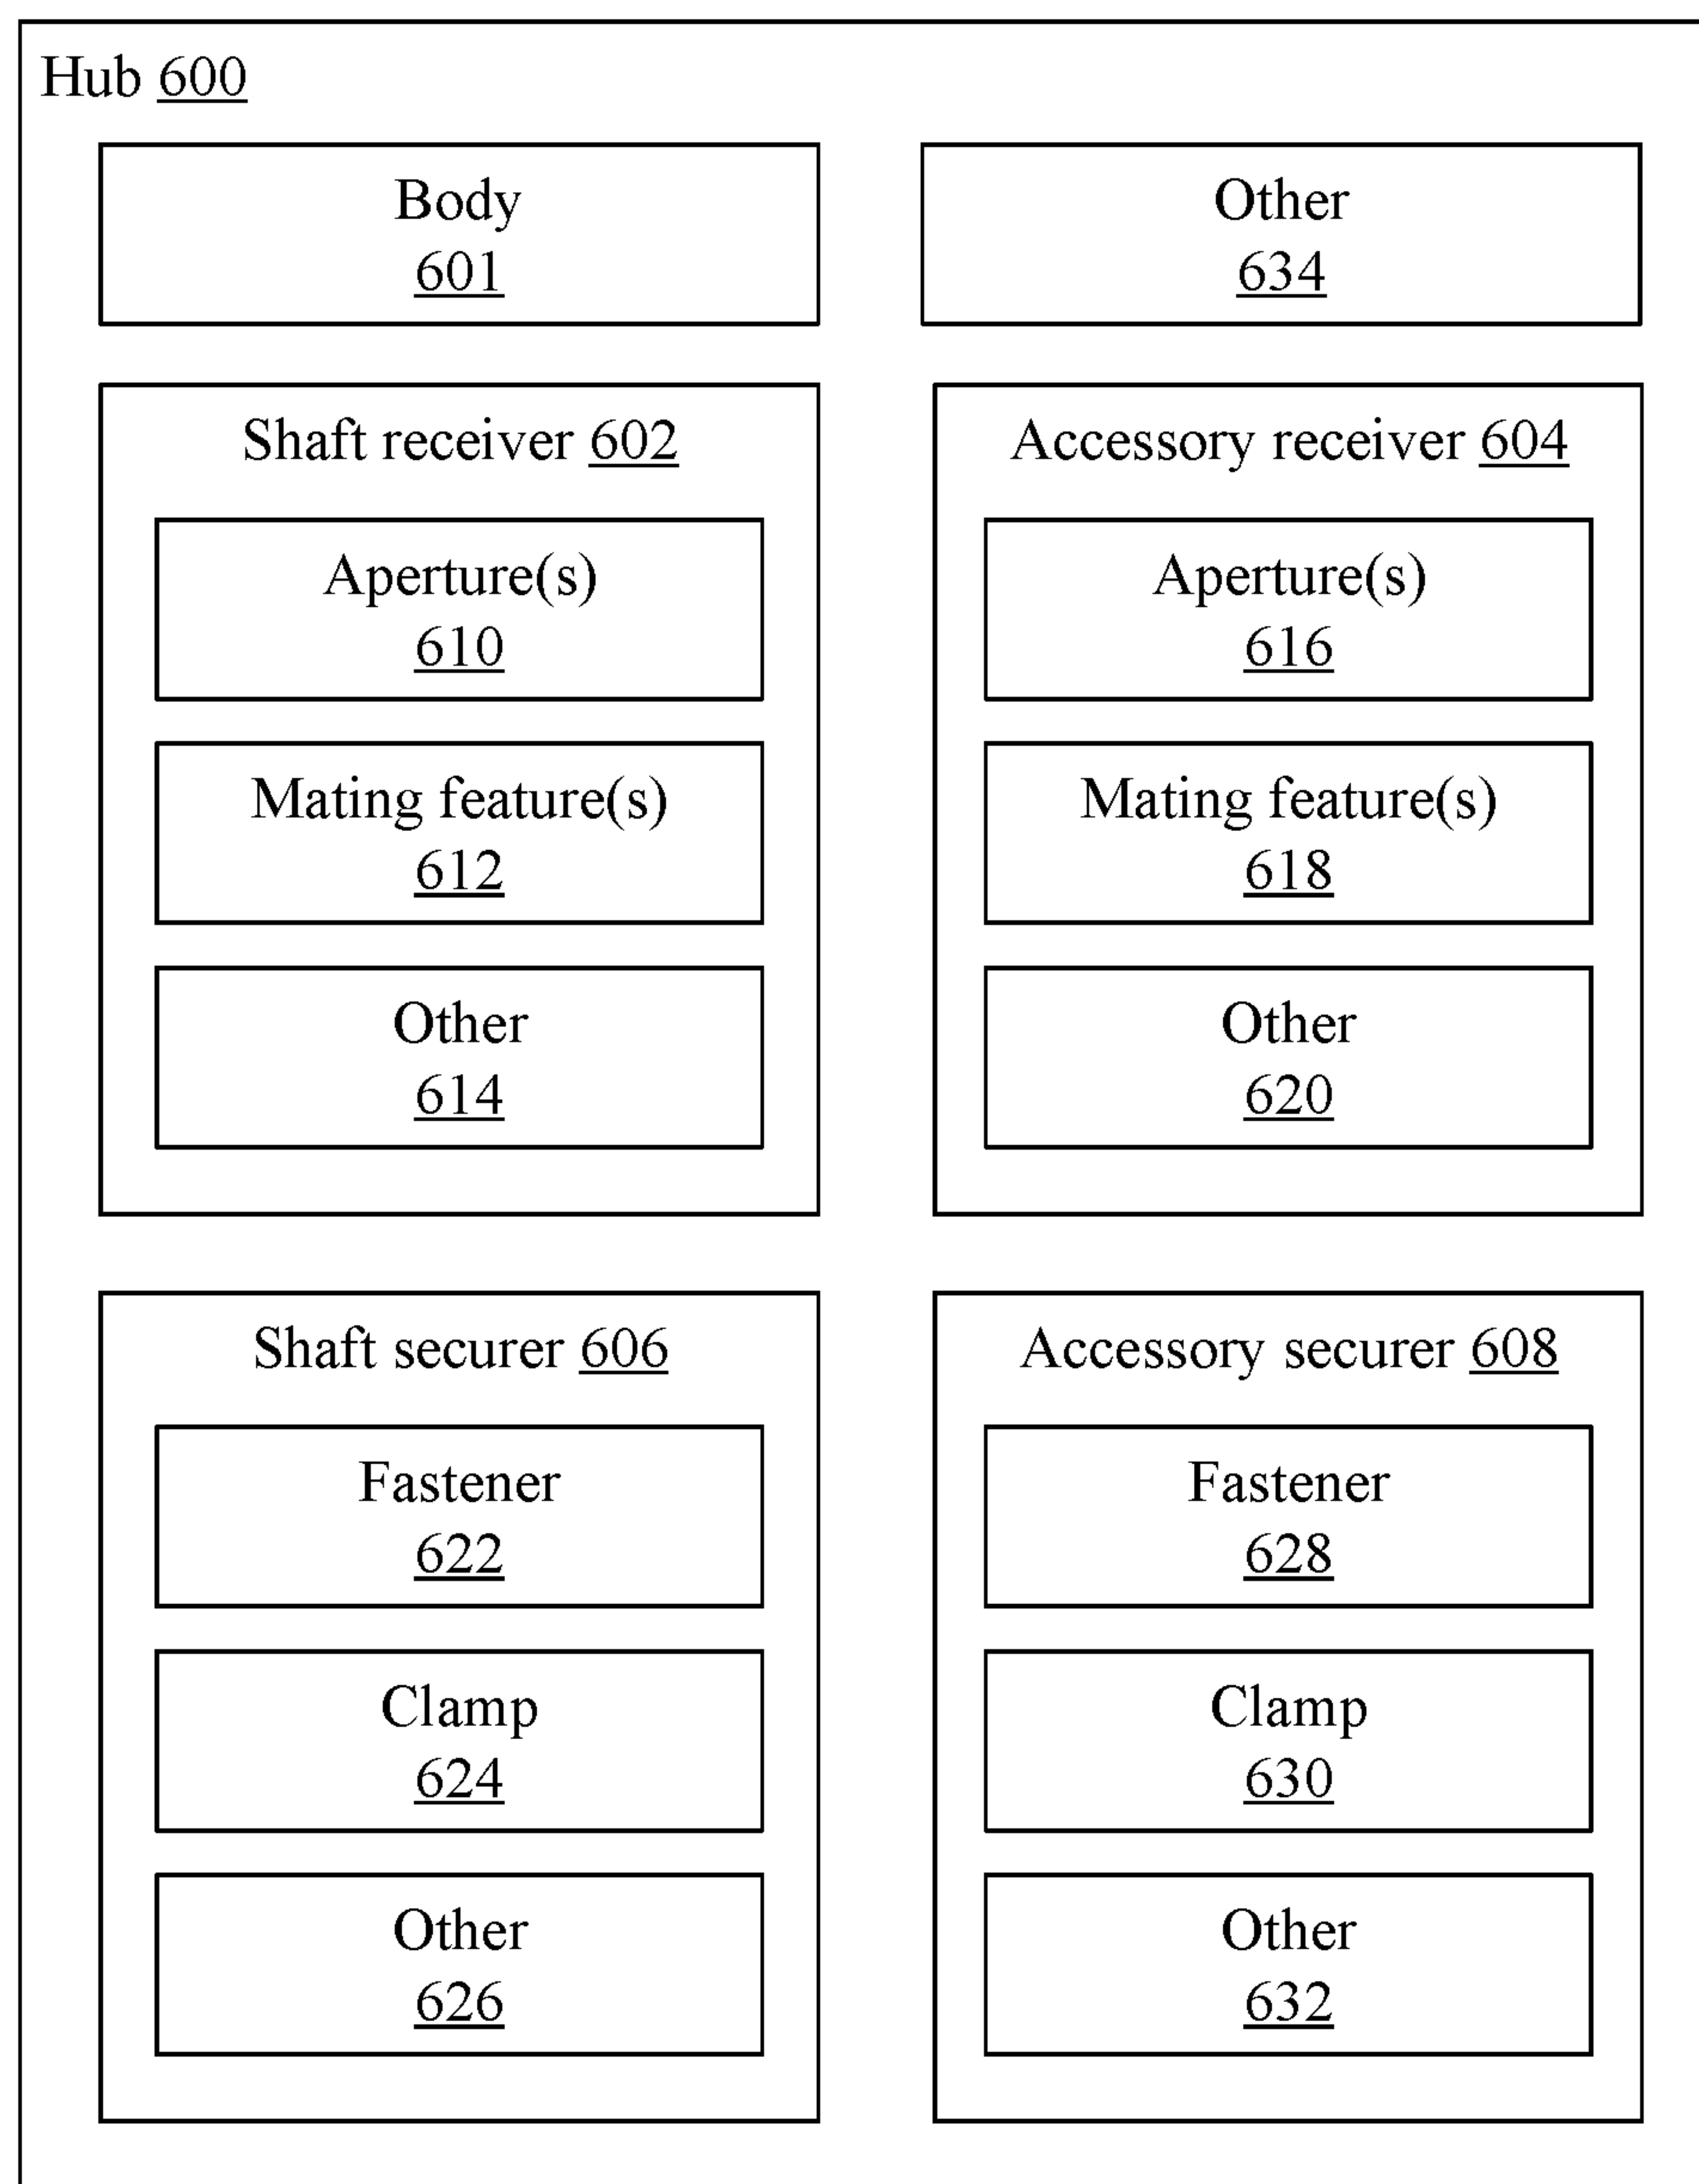 Hub 600
Body
601
Other
634
Shaft receiver 602
Aperture(s)
610
Mating feature(s)
612
Other
614
Accessory receiver 604
Aperture(s)
616
Mating feature(s)
618
Other
620
Shaft securer 606
Fastener
622
Clamp
624
Other
626
Accessory securer 608
Fastener
628
Clamp
630
Other
632